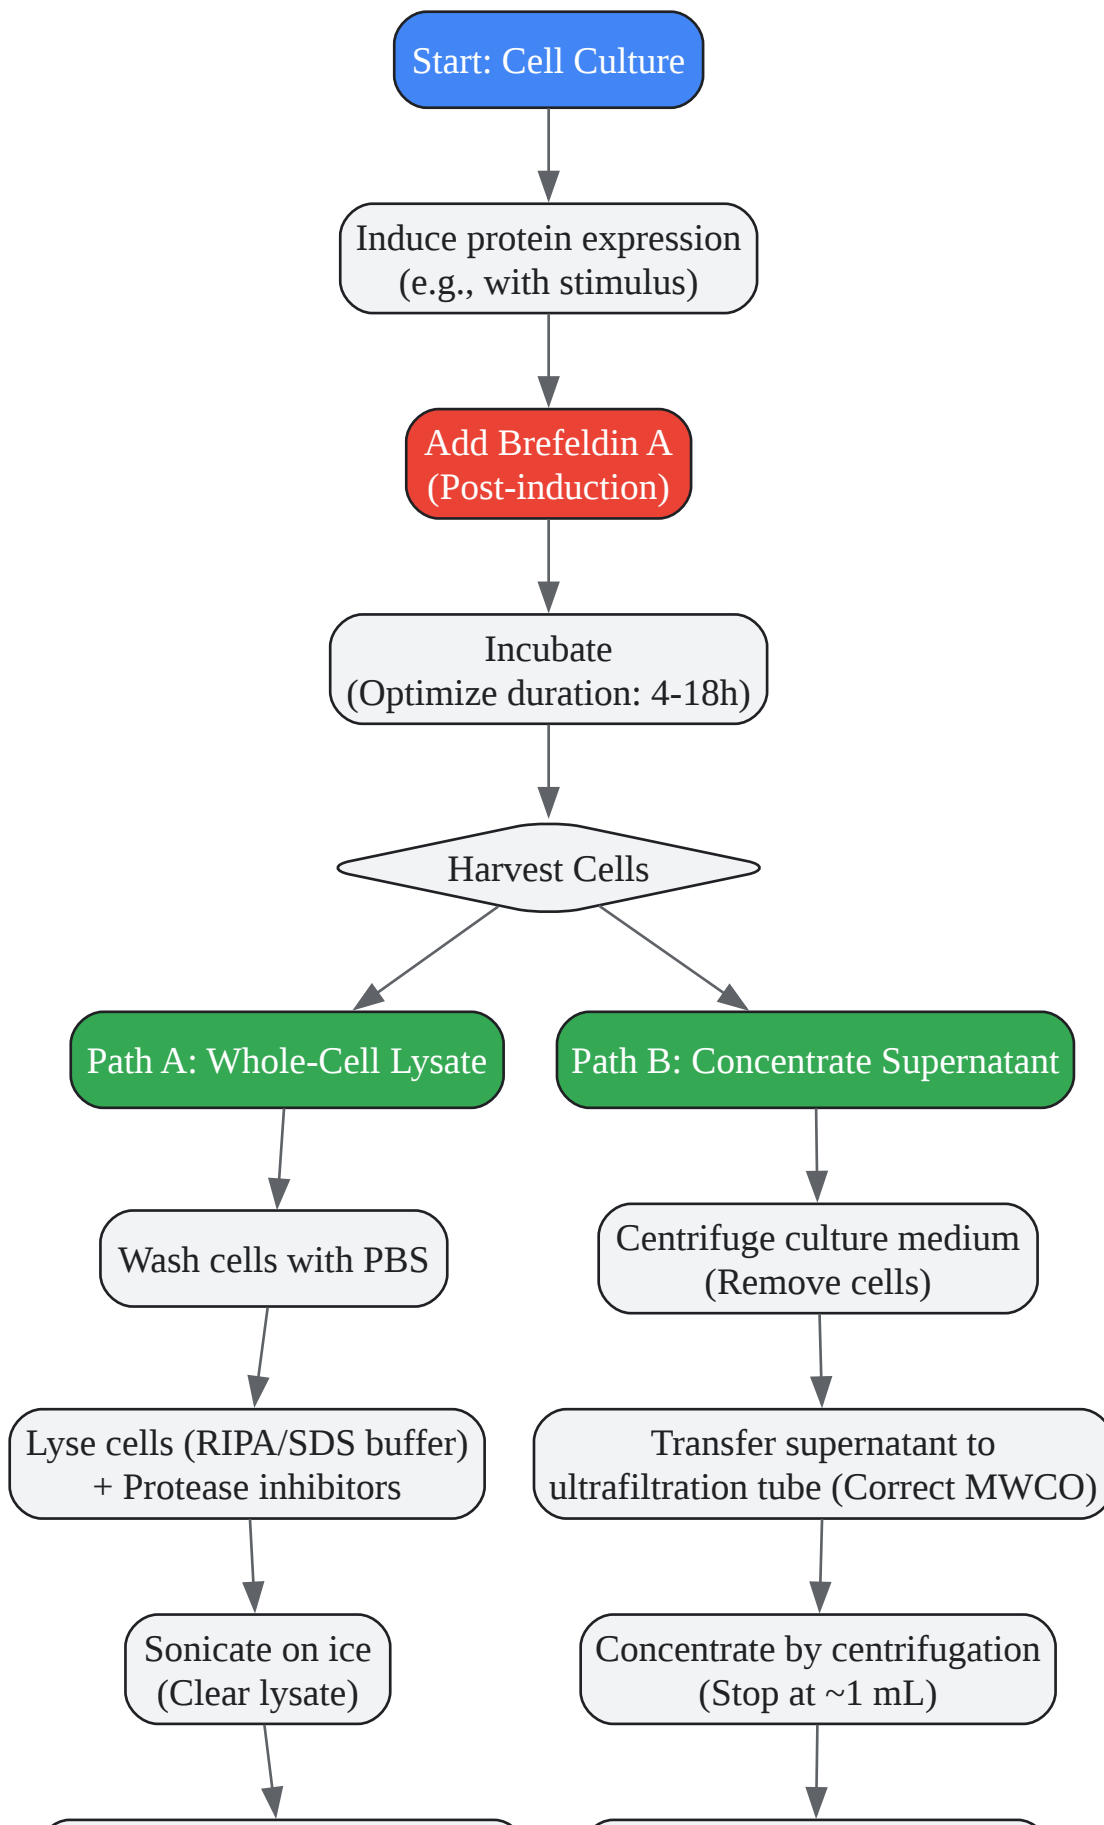 Start: Cell Culture
Induce protein expression
(e.g., with stimulus)
Add Brefeldin A
(Post-induction)
Incubate
(Optimize duration: 4-18h)
Harvest Cells
Path A: Whole-Cell Lysate
Path B: Concentrate Supernatant
Wash cells with PBS
Centrifuge culture medium
(Remove cells)
Lyse cells (RIPA/SDS buffer)
+ Protease inhibitors
Transfer supernatant to
ultrafiltration tube (Correct MWCO)
Sonicate on ice
(Clear lysate)
Concentrate by centrifugation
(Stop at ~1 mL)